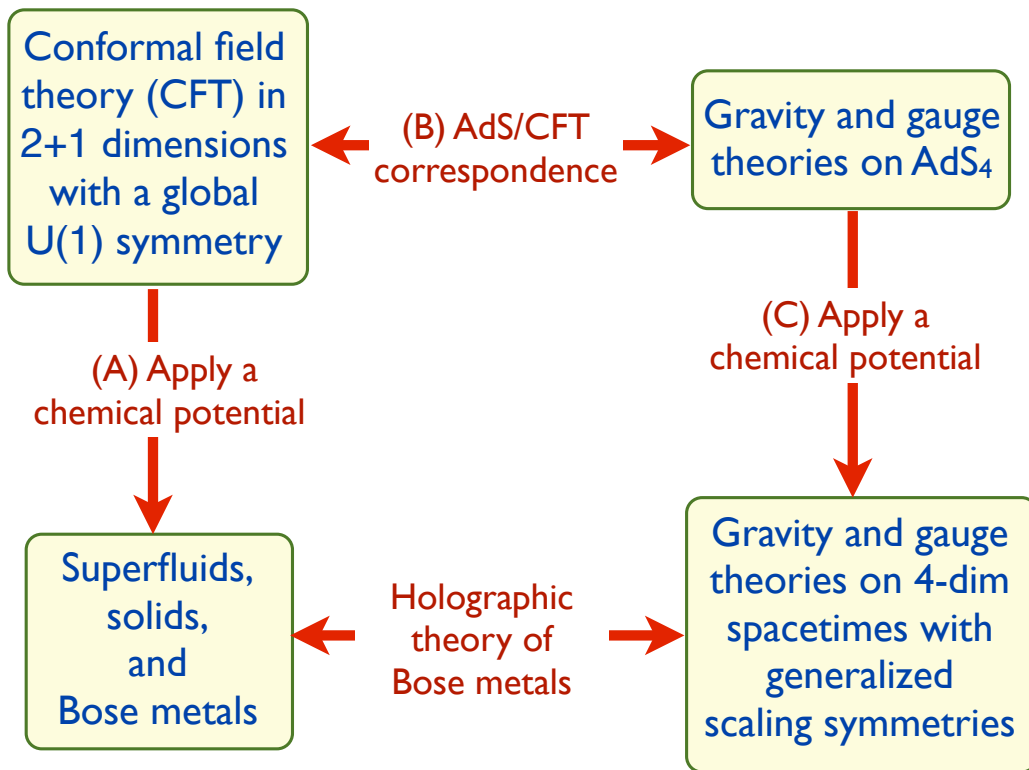 Conformal field
theory (CFT) in
2+1 dimensions
with a global
U(1) symmetry
(B) AdS/CFT
correspondence
Gravity and gauge
theories on AdS₄
(A) Apply a
chemical potential
(C) Apply a
chemical potential
Superfluids,
solids,
and
Bose metals
Holographic
theory of
Bose metals
Gravity and gauge
theories on 4-dim
spacetimes with
generalized
scaling symmetries